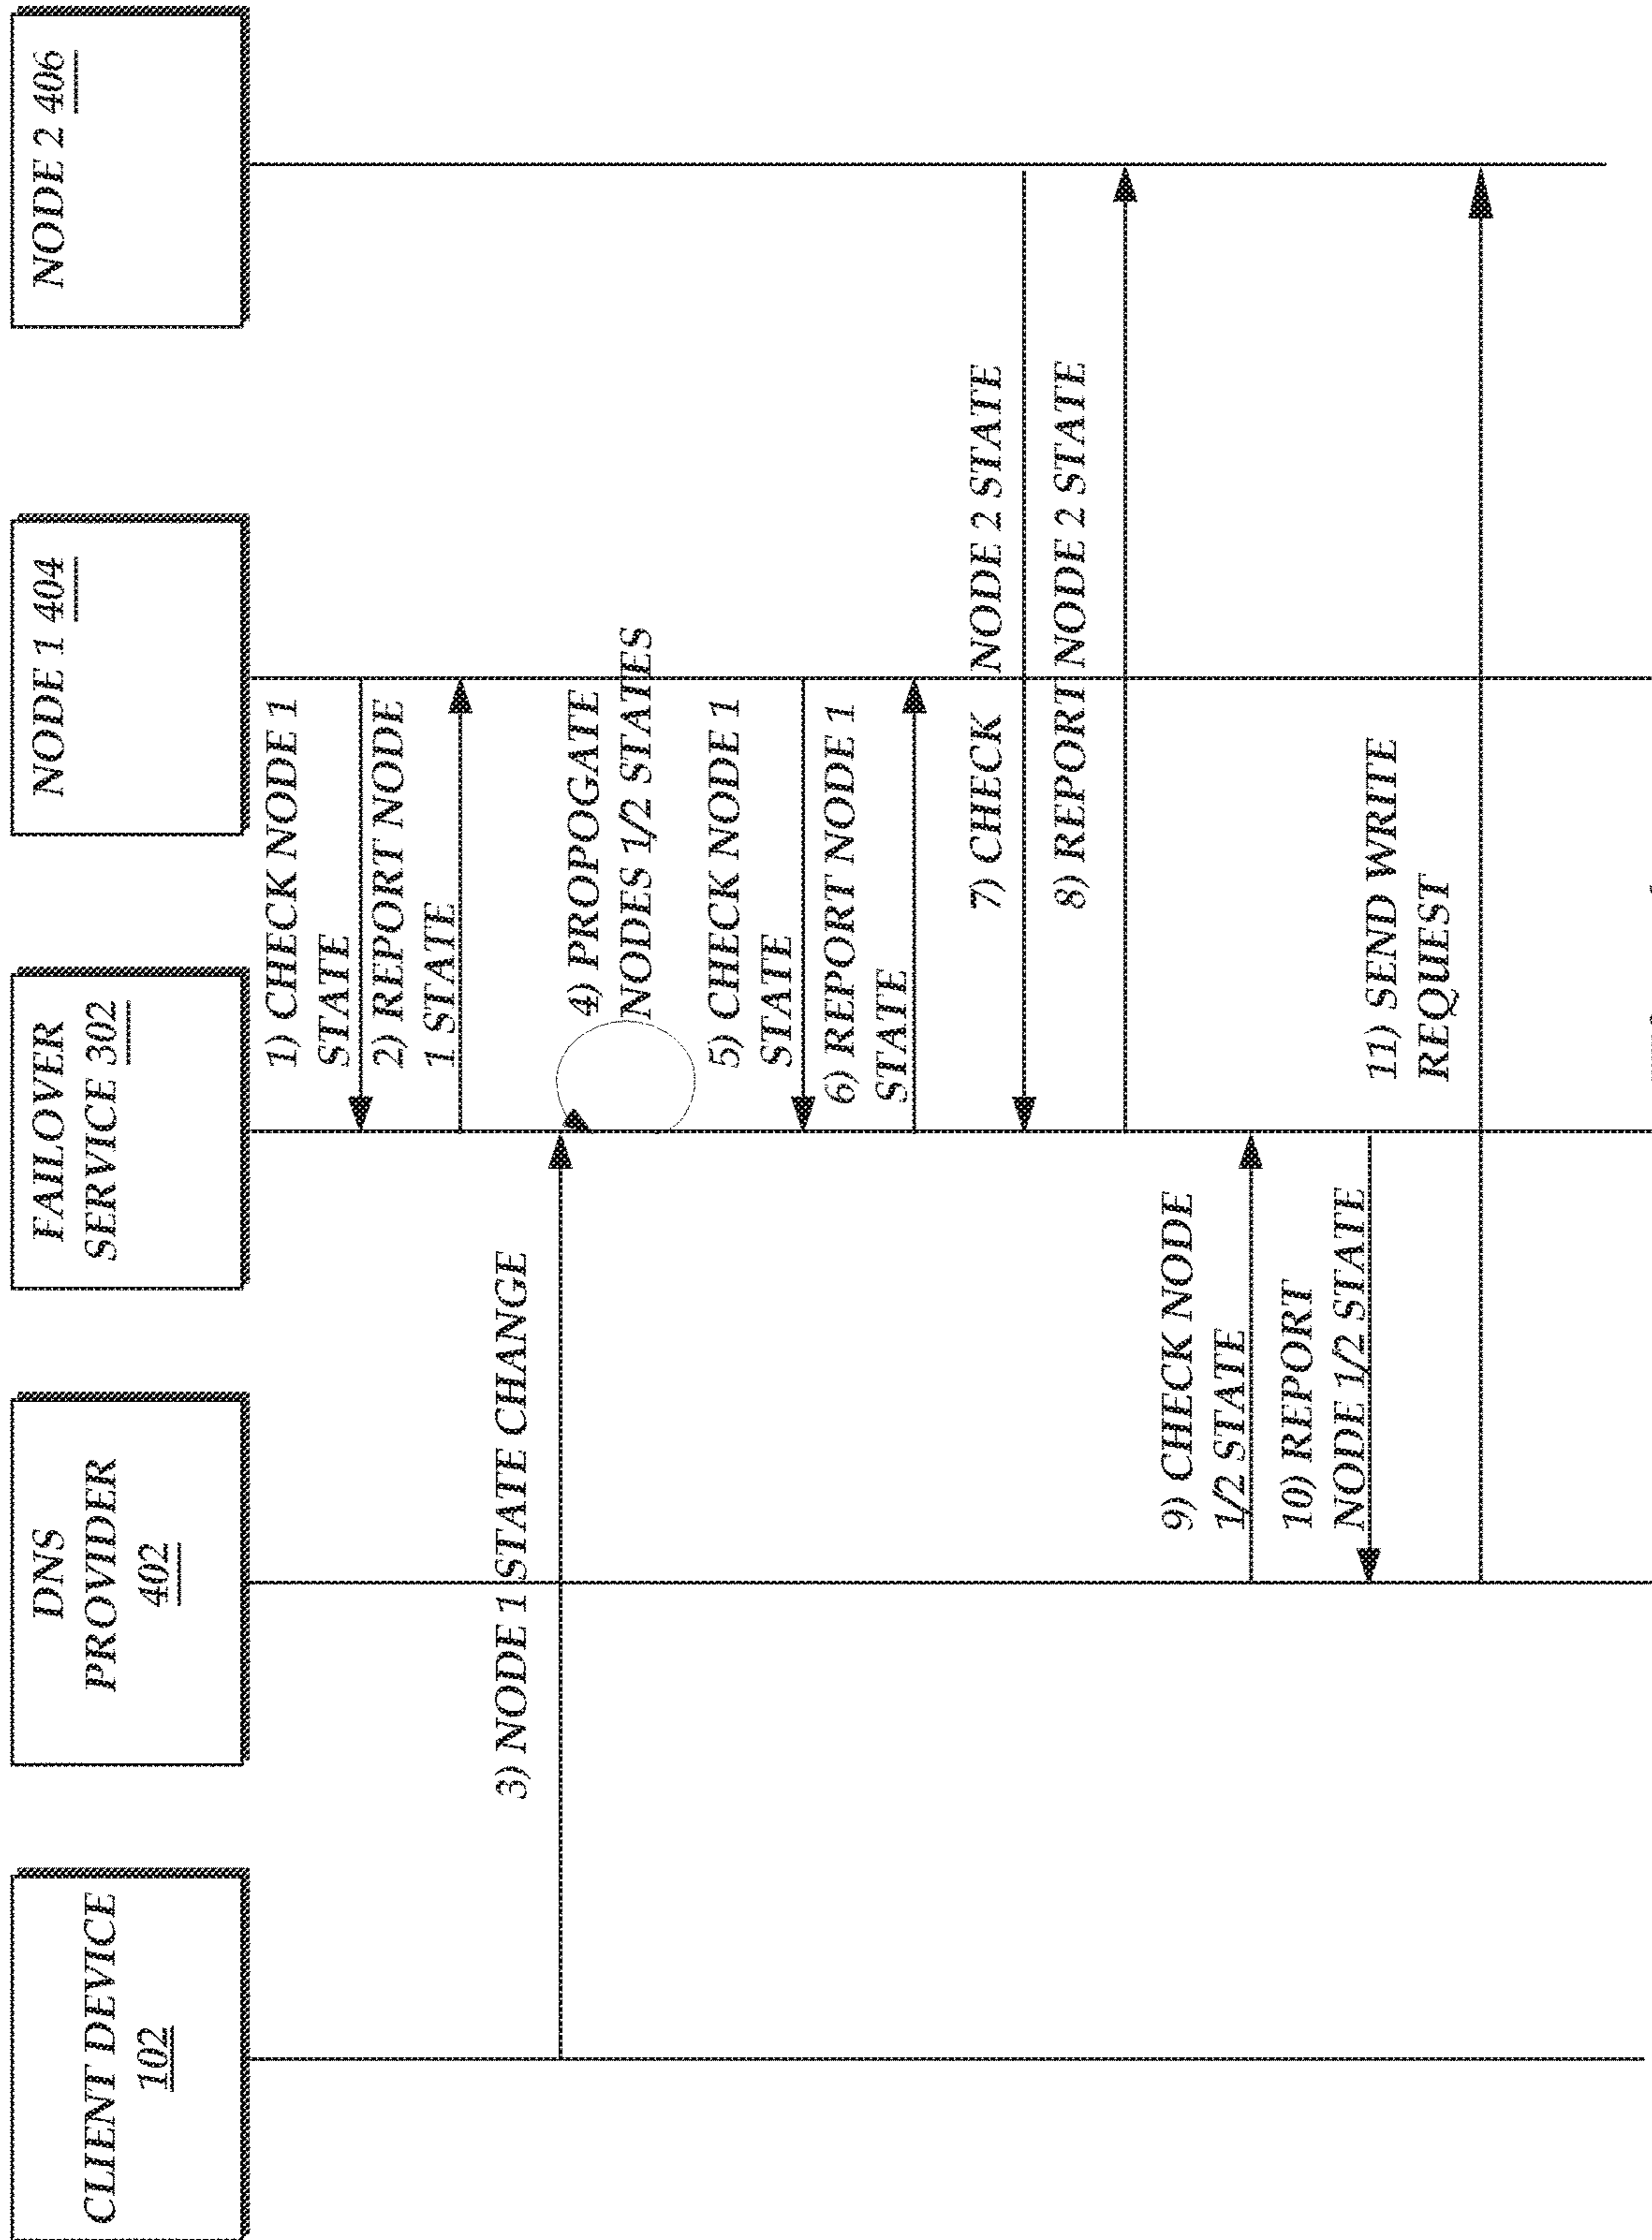 CLIENT DEVICE
102
DNS
PROVIDER
402
FAILOVER
SERVICE 302
NODE 1 404
NODE 2 406
1) CHECK NODE 1
STATE
2) REPORT NODE
1 STATE
3) NODE 1 STATE CHANGE
4) PROPOGATE
NODES 1/2 STATES
5) CHECK NODE 1
STATE
6) REPORT NODE 1
STATE
7) CHECK NODE 2 STATE
8) REPORT NODE 2 STATE
9) CHECK NODE
1/2 STATE
10) REPORT
NODE 1/2 STATE
11) SEND WRITE
REQUEST